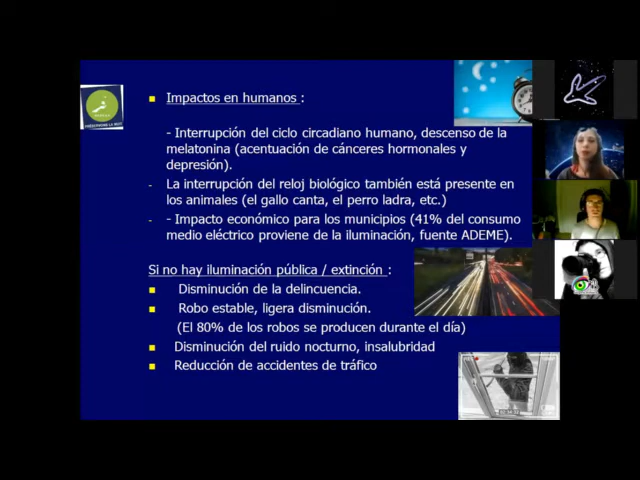 Impactos en humanos :
- Interrupción del ciclo circadiano humano, descenso de la
melatonina (acentuación de cánceres hormonales y
depresión).
- La interrupción del reloj biológico también está presente en
los animales (el gallo canta, el perro ladra, etc.)
- - Impacto económico para los municipios (41% del consumo
medio eléctrico proviene de la iluminación, fuente ADEME).
Si no hay iluminación pública / extinción :
Disminución de la delincuencia.
Robo estable, ligera disminución.
(El 80% de los robos se producen durante el día)
Disminución del ruido nocturno, insalubridad
Reducción de accidentes de tráfico